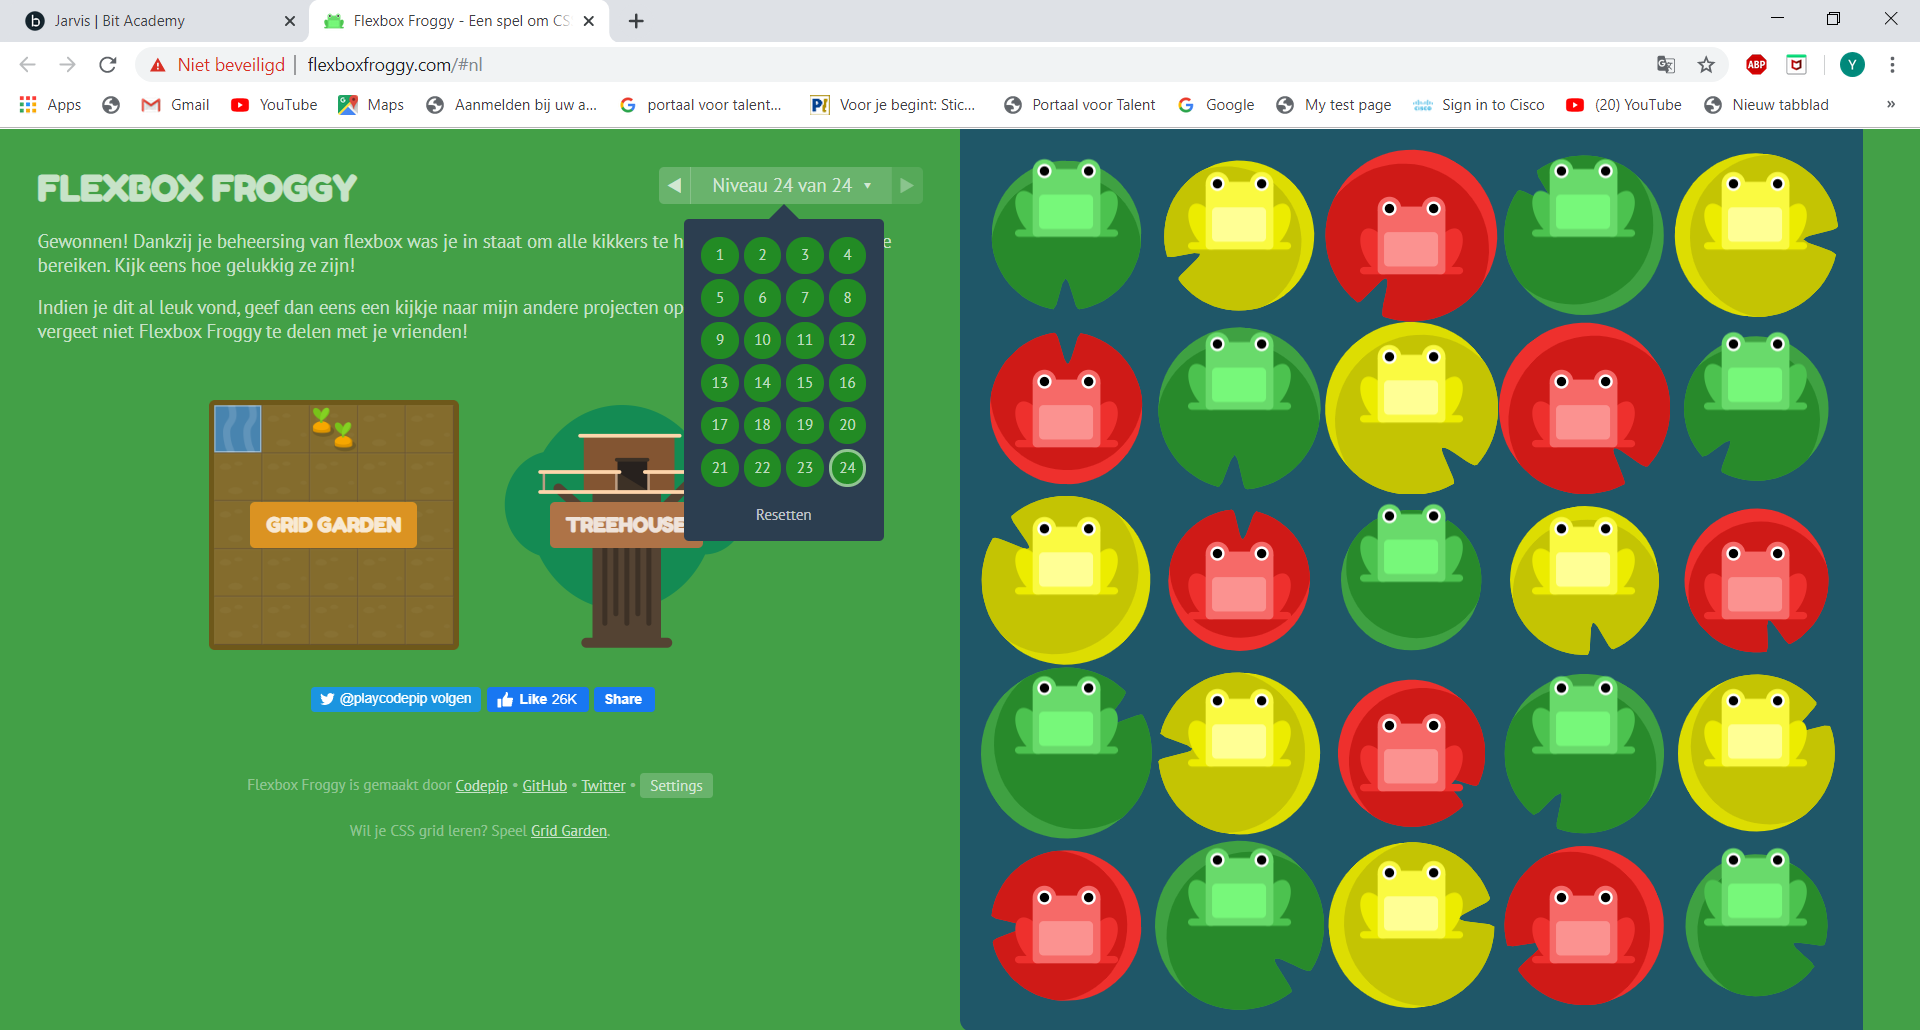 Jarvis | Bit Academy
Flexbox Froggy - Een spel om CS
Niet beveiligd | flexboxfroggy.com/#nl
ABP
Y
Apps Gmail YouTube Maps Aanmelden bij uw a... portaal voor talent... P! Voor je begint: Stic... Portaal voor Talent Google My test page Sign in to Cisco (20) YouTube Nieuw tabblad »
FLEXBOX FROGGY
Niveau 24 van 24
Gewonnen! Dankzij je beheersing van flexbox was je in staat om alle kikkers te h e
bereiken. Kijk eens hoe gelukkig ze zijn!
Indien je dit al leuk vond, geef dan eens een kijkje naar mijn andere projecten op
vergeet niet Flexbox Froggy te delen met je vrienden!
1 2 3 4
5 6 7 8
9 10 11 12
13 14 15 16
17 18 19 20
21 22 23 24
Resetten
GRID GARDEN
TREEHOUSE
@playcodepip volgen
Like 26K
Share
Flexbox Froggy is gemaakt door Codepip • GitHub • Twitter • Settings
Wil je CSS grid leren? Speel Grid Garden.